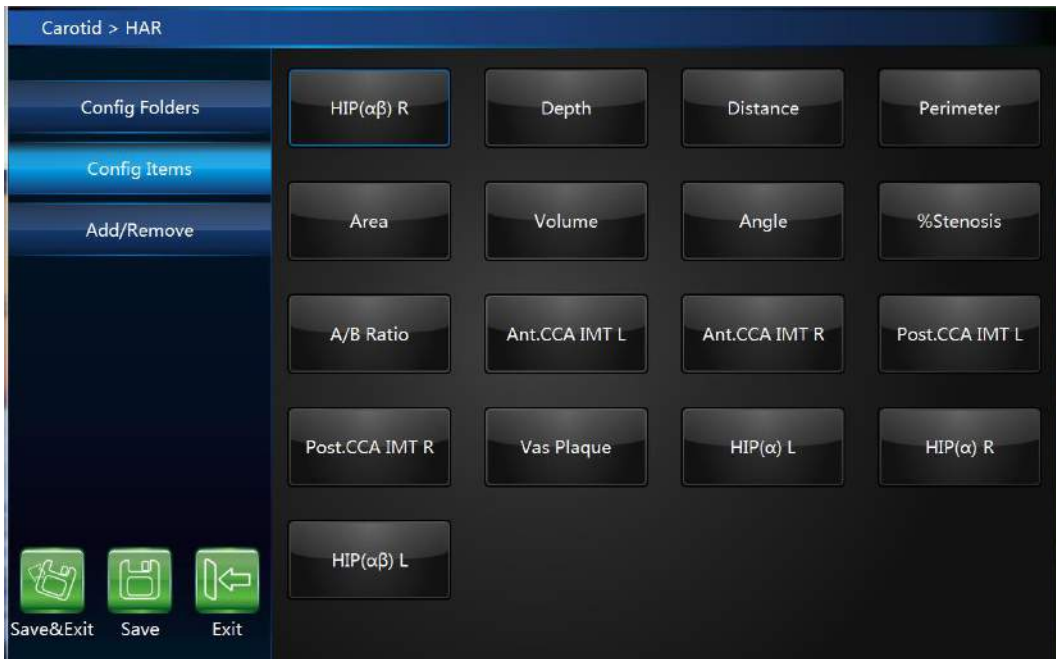 Carotid > HAR
Config Folders
Config Items
Add/Remove
HIP(αβ) R
Depth
Distance
Perimeter
Area
Volume
Angle
%Stenosis
A/B Ratio
Ant.CCA IMT L
Ant.CCA IMT R
Post.CCA IMT L
Post.CCA IMT R
Vas Plaque
HIP(α) L
HIP(α) R
HIP(αβ) L
Save&Exit
Save
Exit